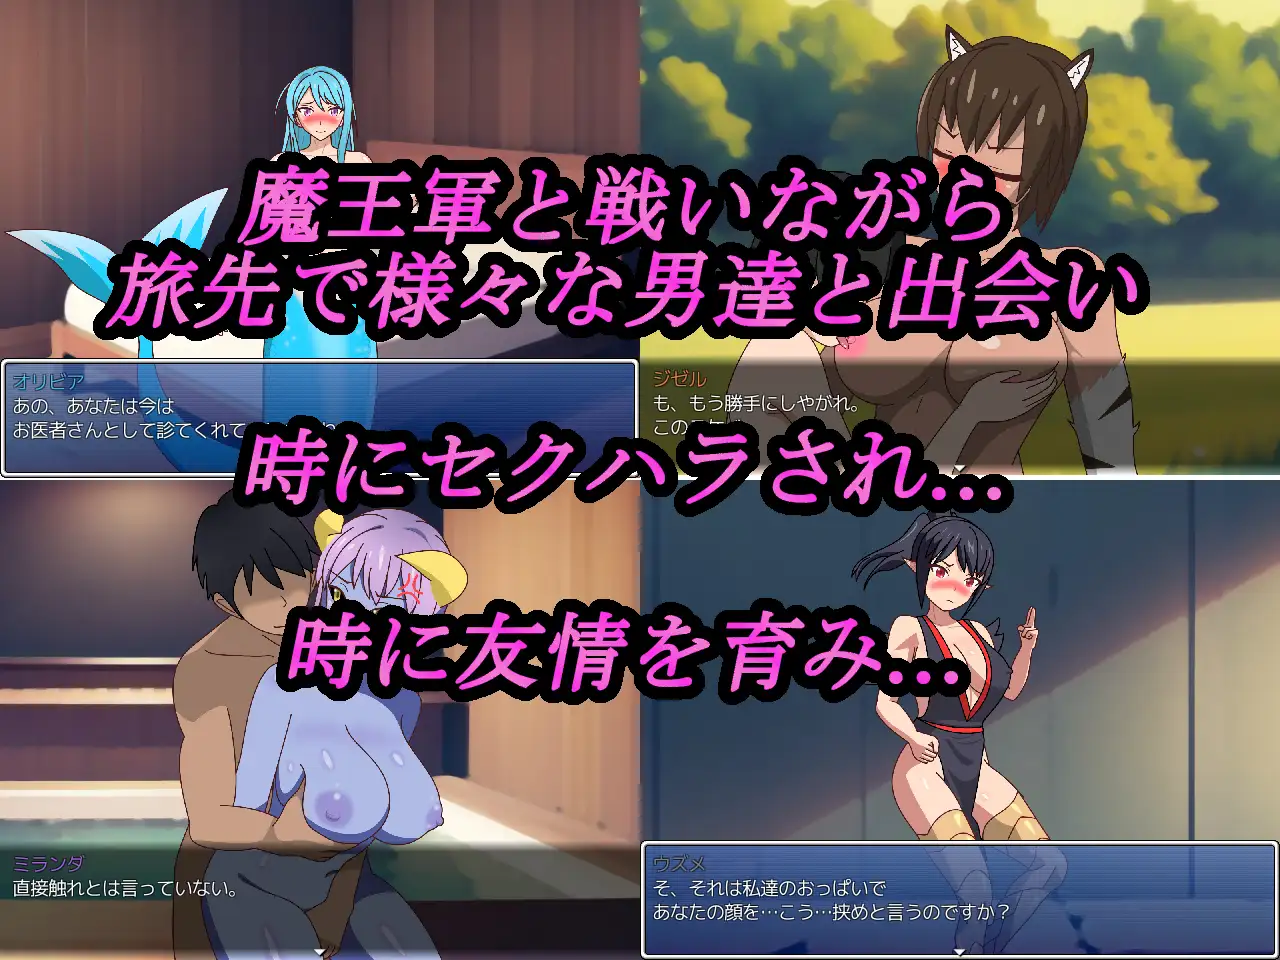 魔王軍と戦いながら
旅先で様々な男達と出会い
オリビア
あの、あなたは今は
お医者さんとして診てくれて
ジゼル
も、もう勝手にしやがれ。
この
時にセクハラされ…
時に友情を育み…
ミランダ
直接触れとは言っていない。
ウズメ
そ、それは私達のおっぱいで
あなたの顔を…こう…挟めと言うのですか？